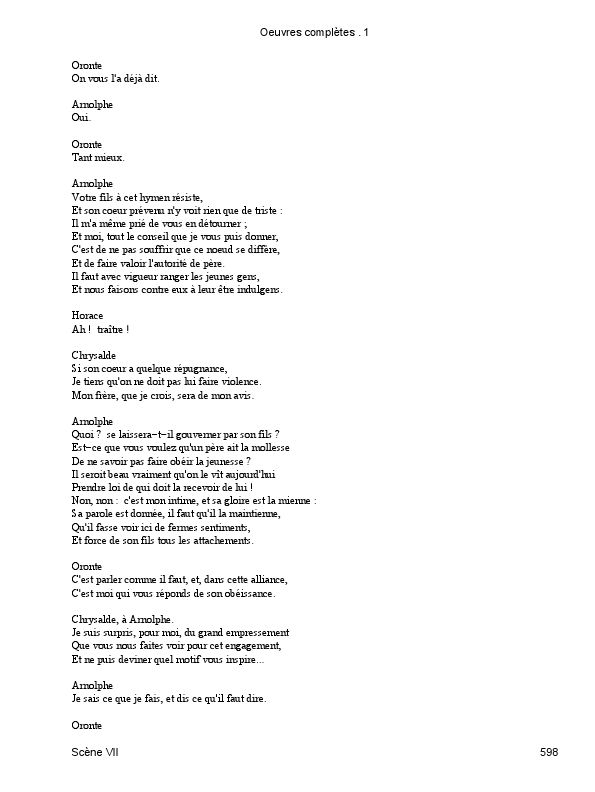 Oeuvres complètes . 1
Oronte
On vous l'a déjà dit.
Arnolphe
Oui.
Oronte
Tant mieux.
Arnolphe
Votre fils à cet hymen résiste,
Et son coeur prévenu n'y voit rien que de triste :
Il m'a même prié de vous en détourner ;
Et moi, tout le conseil que je vous puis donner,
C'est de ne pas souffrir que ce noeud se diffère,
Et de faire valoir l'autorité de père.
Il faut avec vigueur ranger les jeunes gens,
Et nous faisons contre eux à leur être indulgens.
Horace
Ah !  traître !
Chrysalde
Si son coeur a quelque répugnance,
Je tiens qu'on ne doit pas lui faire violence.
Mon frère, que je crois, sera de mon avis.
Arnolphe
Quoi ?  se laissera-t-il gouverner par son fils ?
Est-ce que vous voulez qu'un père ait la mollesse
De ne savoir pas faire obéir la jeunesse ?
Il seroit beau vraiment qu'on le vît aujourd'hui
Prendre loi de qui doit la recevoir de lui !
Non, non :  c'est mon intime, et sa gloire est la mienne :
Sa parole est donnée, il faut qu'il la maintienne,
Qu'il fasse voir ici de fermes sentiments,
Et force de son fils tous les attachements.
Oronte
C'est parler comme il faut, et, dans cette alliance,
C'est moi qui vous réponds de son obéissance.
Chrysalde, à Arnolphe.
Je suis surpris, pour moi, du grand empressement
Que vous nous faites voir pour cet engagement,
Et ne puis deviner quel motif vous inspire...
Arnolphe
Je sais ce que je fais, et dis ce qu'il faut dire.
Oronte
Scène VII
598